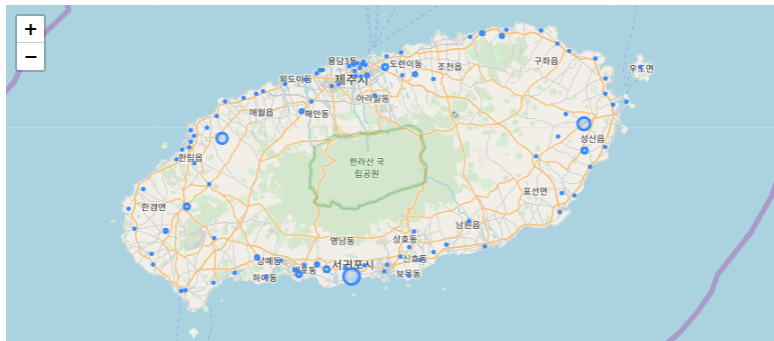 +
−
우도면
구좌읍
조천읍
용담3동
도련이동
외도이동
제주시
아라일동
애월읍
해안동
성산읍
한림읍
한라산 국
립공원
표선면
한경면
남원읍
영남동
상효동
서귀포시
신효동
하예동
보목동